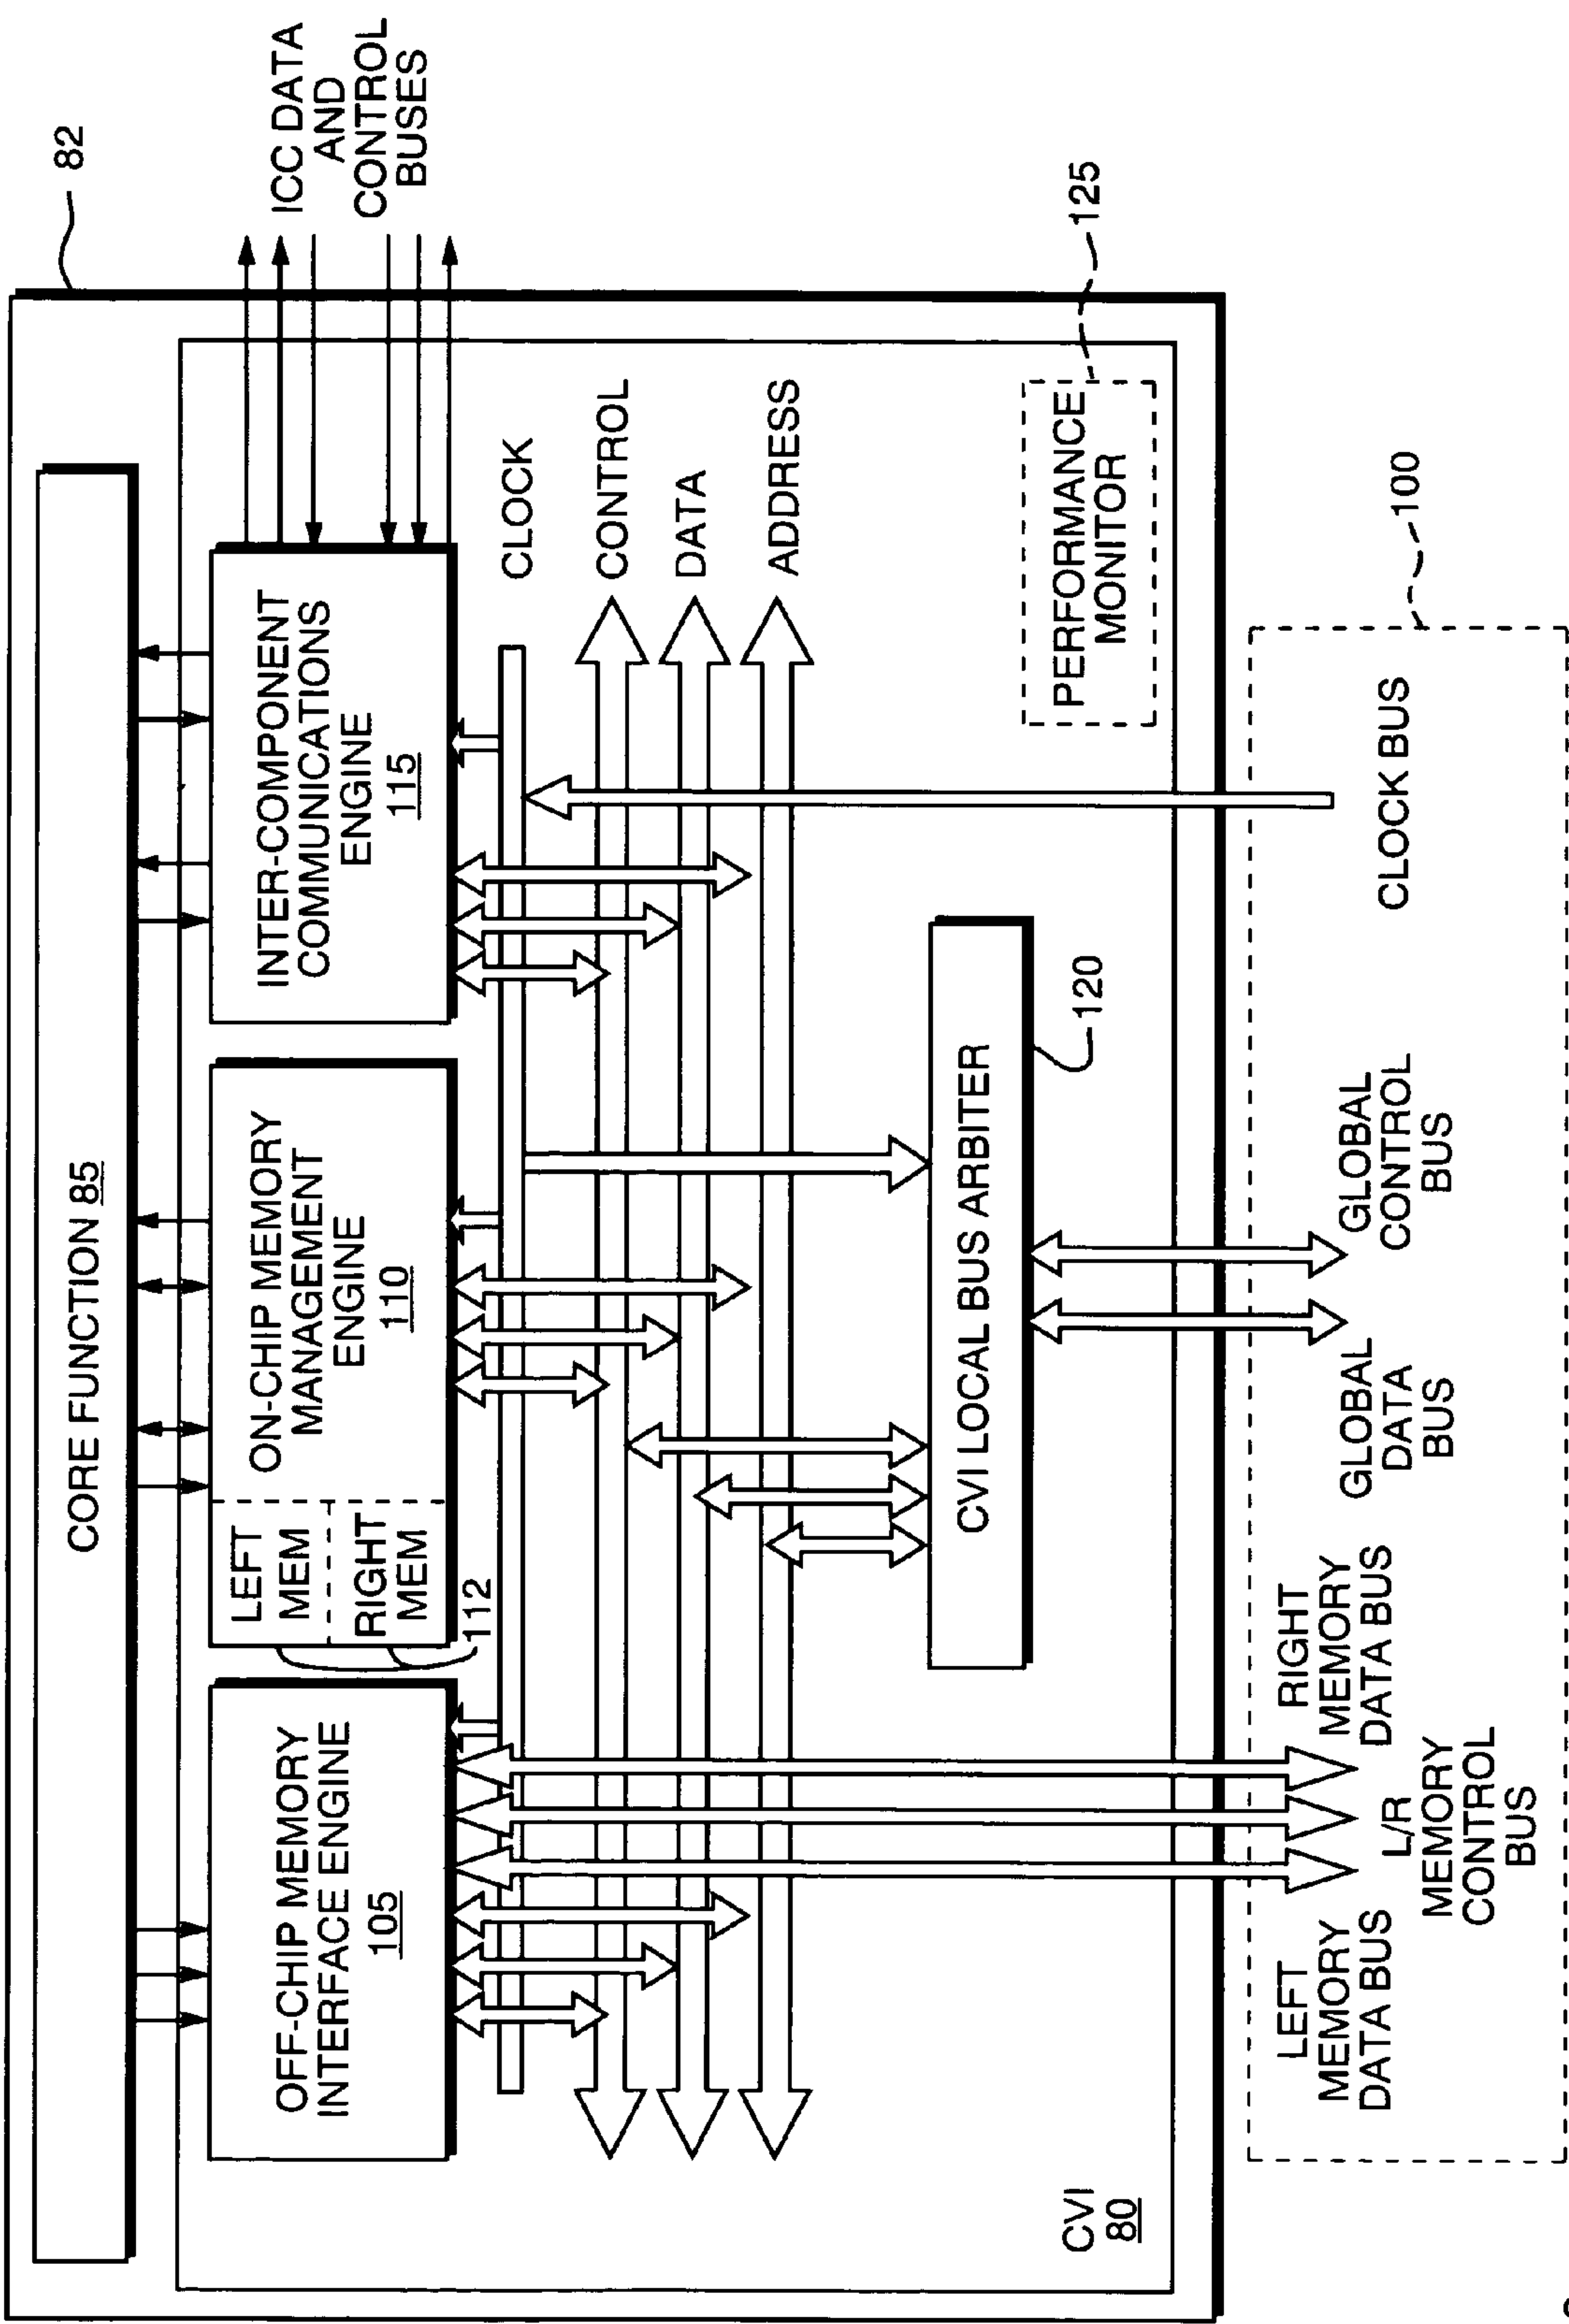 82
CORE FUNCTION 85
ICC DATA
AND
CONTROL
BUSES
OFF-CHIP MEMORY
INTERFACE ENGINE
105
LEFT
MEM
RIGHT
MEM
112
ON-CHIP MEMORY
MANAGEMENT
ENGINE
110
INTER-COMPONENT
COMMUNICATIONS
ENGINE
115
CLOCK
CONTROL
DATA
ADDRESS
CVI LOCAL BUS ARBITER
120
PERFORMANCE
MONITOR
125
CVI
80
100
LEFT
MEMORY
DATA BUS
L/R
MEMORY
CONTROL
BUS
RIGHT
MEMORY
DATA BUS
GLOBAL
DATA
BUS
GLOBAL
CONTROL
BUS
CLOCK BUS